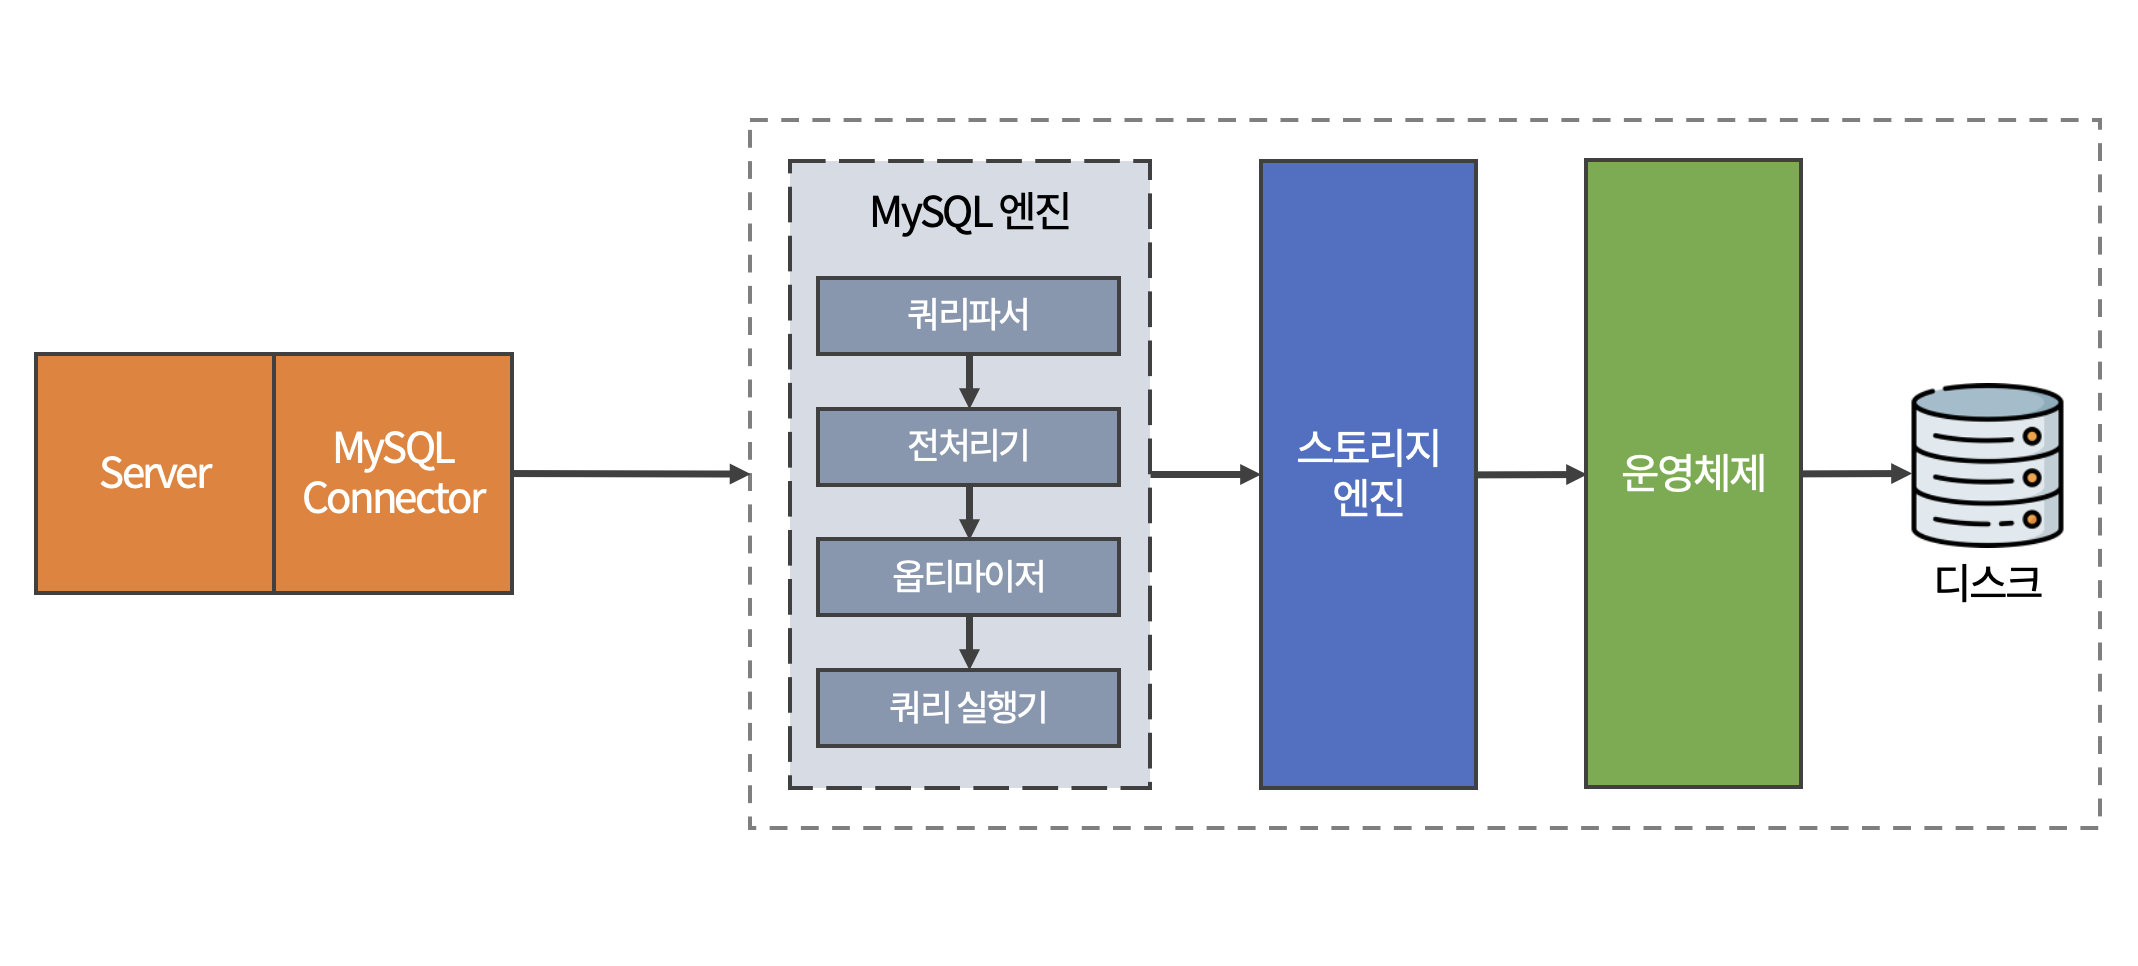 Server
MySQL
Connector
MySQL 엔진
쿼리파서
전처리기
옵티마이저
쿼리 실행기
스토리지
엔진
운영체제
디스크